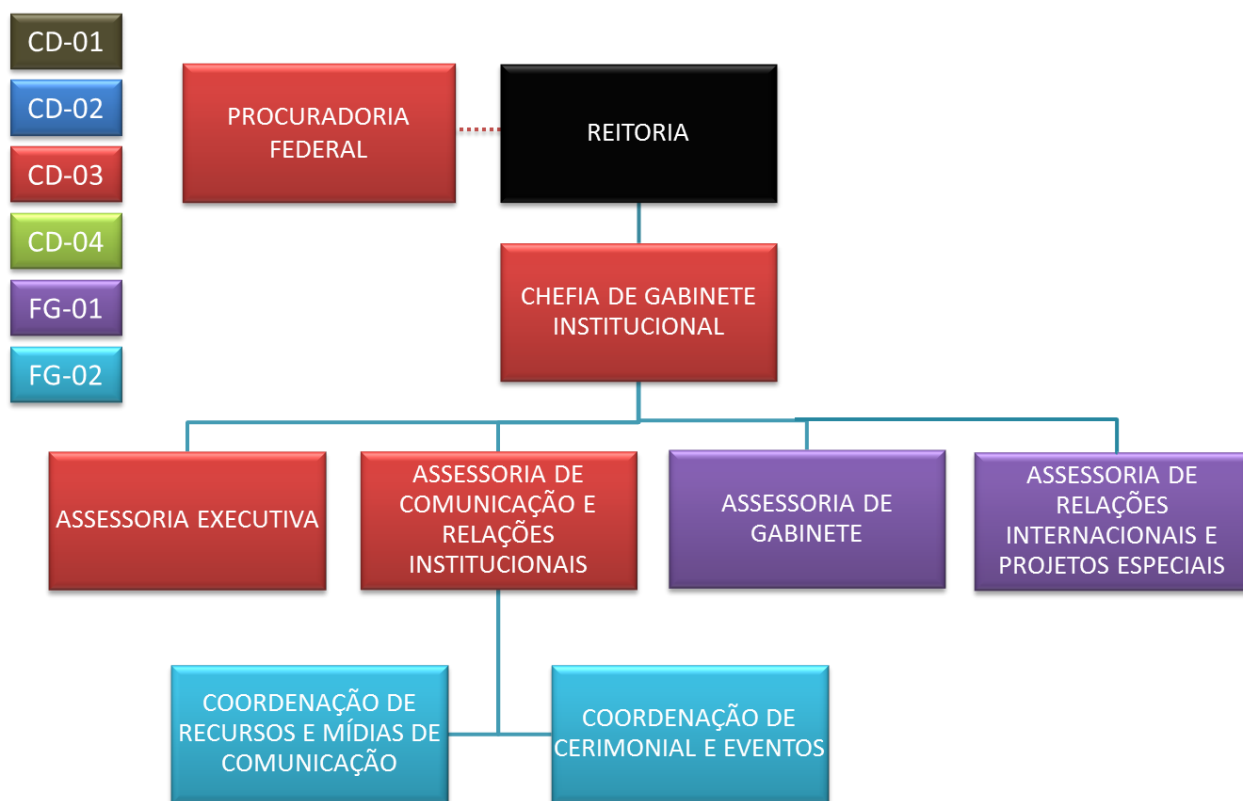 CD-01
CD-02
CD-03
CD-04
FG-01
FG-02
PROCURADORIA
FEDERAL
REITORIA
CHEFIA DE GABINETE
INSTITUCIONAL
ASSESSORIA EXECUTIVA
ASSESSORIA DE
COMUNICAÇÃO E
RELAÇÕES
INSTITUCIONAIS
ASSESSORIA DE
GABINETE
ASSESSORIA DE
RELAÇÕES
INTERNACIONAIS E
PROJETOS ESPECIAIS
COORDENAÇÃO DE
RECURSOS E MÍDIAS DE
COMUNICAÇÃO
COORDENAÇÃO DE
CERIMONIAL E EVENTOS